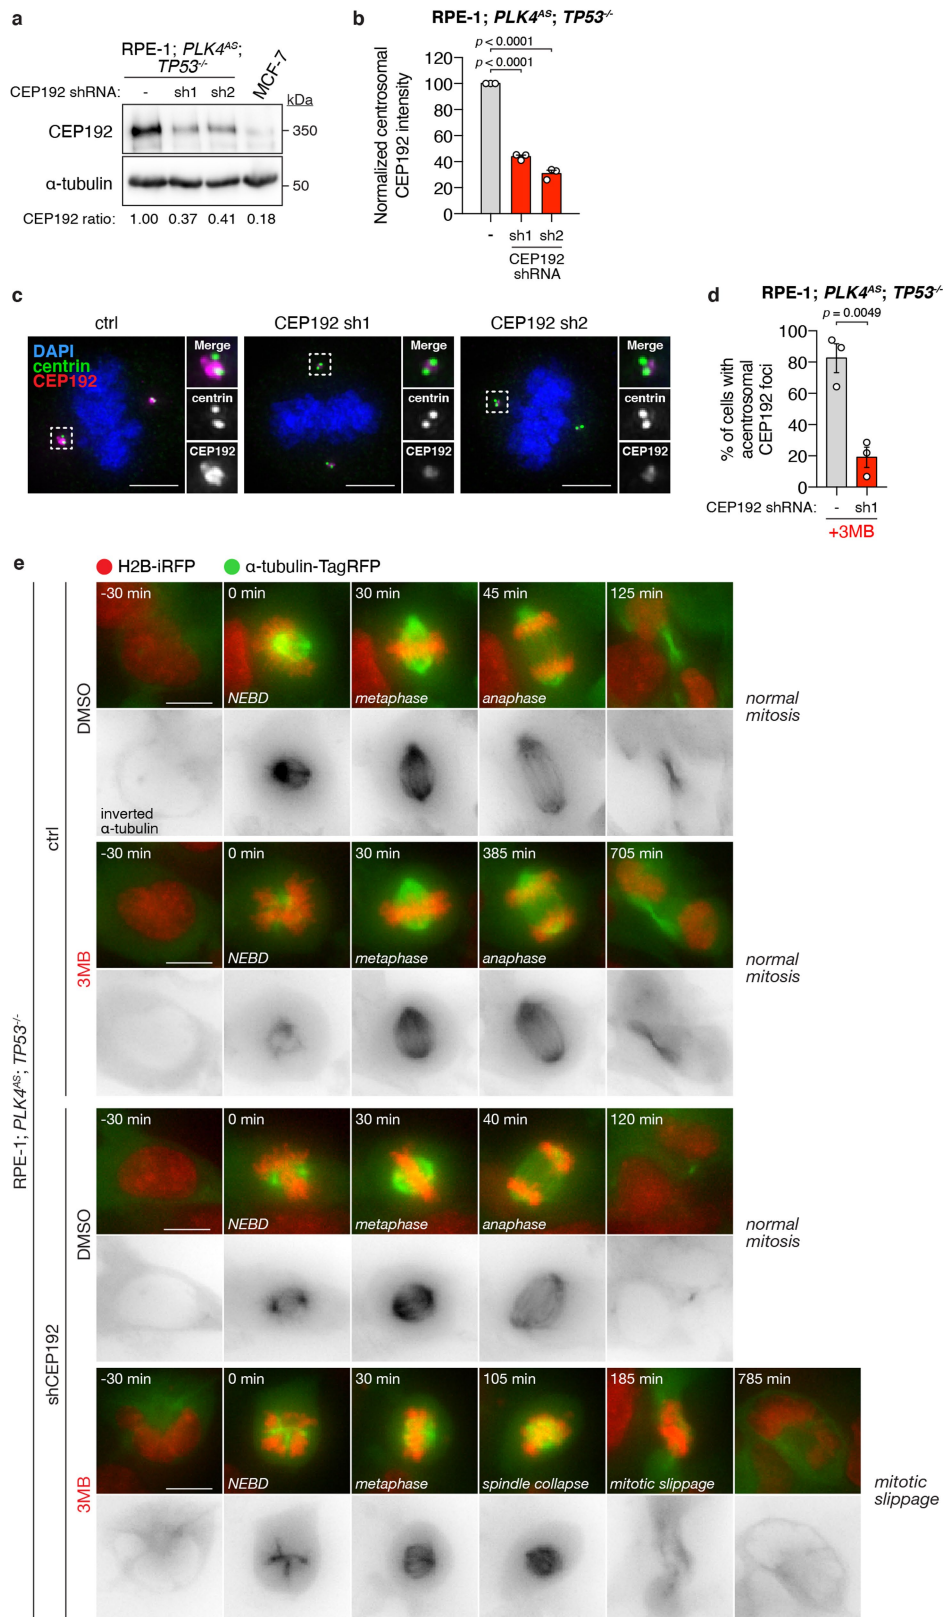 a
RPE-1; PLK4AS;
TP53-/-
CEP192 shRNA: - sh1 sh2 MCF-7
kDa
CEP192 350
α-tubulin 50
CEP192 ratio: 1.00 0.37 0.41 0.18
b
RPE-1; PLK4AS; TP53-/-
p < 0.0001
p < 0.0001
Normalized centrosomal
CEP192 intensity
120
100
80
60
40
20
0
- sh1 sh2
CEP192
shRNA
c
ctrl CEP192 sh1 CEP192 sh2
DAPI
centrin
CEP192
Merge
centrin
CEP192
Merge
centrin
CEP192
Merge
centrin
CEP192
d
RPE-1; PLK4AS; TP53-/-
p = 0.0049
% of cells with
acentrosomal
CEP192 foci
100
80
60
40
20
0
CEP192 shRNA: - sh1
+3MB
e
H2B-iRFP α-tubulin-TagRFP
RPE-1; PLK4AS; TP53-/-
ctrl
DMSO
-30 min 0 min 30 min 45 min 125 min
NEBD metaphase anaphase
normal
mitosis
inverted
α-tubulin
3MB
-30 min 0 min 30 min 385 min 705 min
NEBD metaphase anaphase
normal
mitosis
shCEP192
DMSO
-30 min 0 min 30 min 40 min 120 min
NEBD metaphase anaphase
normal
mitosis
3MB
-30 min 0 min 30 min 105 min 185 min 785 min
NEBD metaphase spindle collapse mitotic slippage
mitotic
slippage